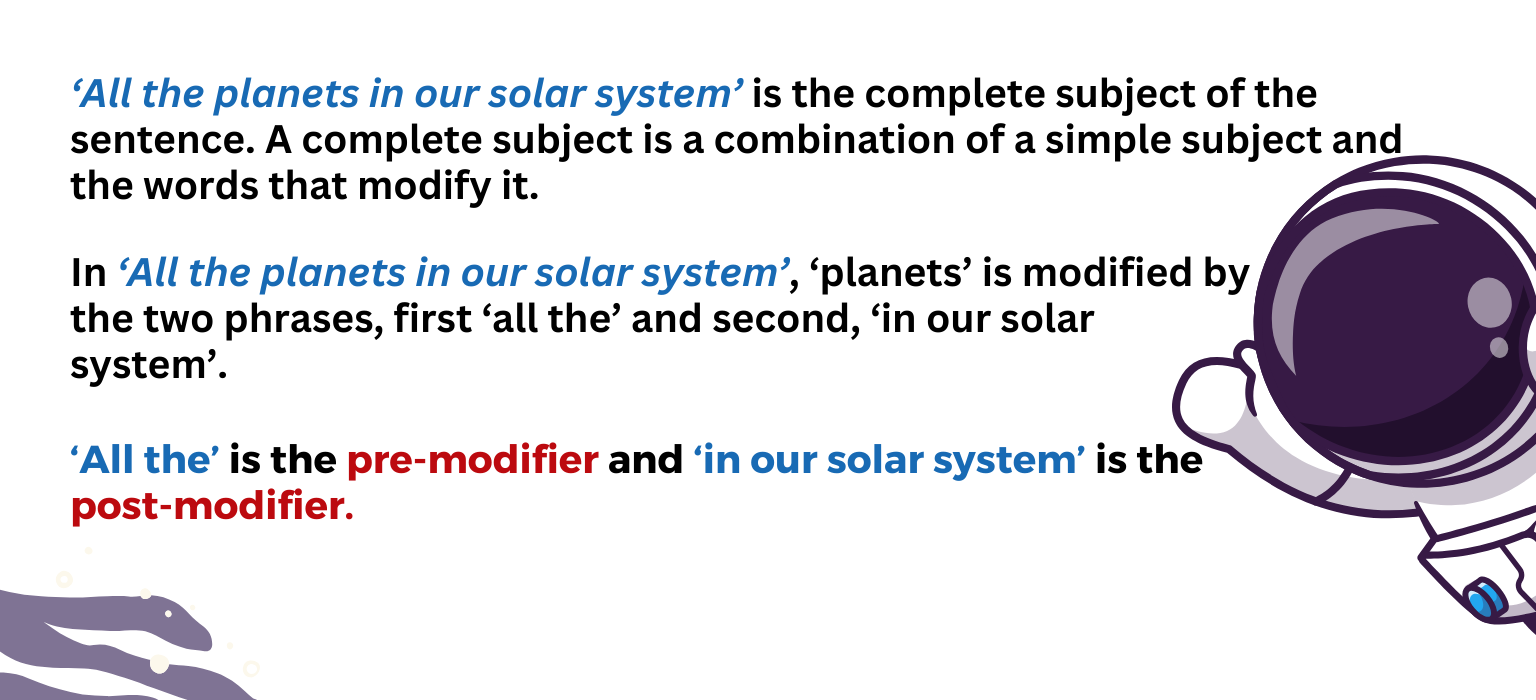 ‘All the planets in our solar system’ is the complete subject of the
sentence. A complete subject is a combination of a simple subject and
the words that modify it.
In ‘All the planets in our solar system’, ‘planets’ is modified by
the two phrases, first ‘all the’ and second, ‘in our solar
system’.
‘All the’ is the pre-modifier and ‘in our solar system’ is the
post-modifier.